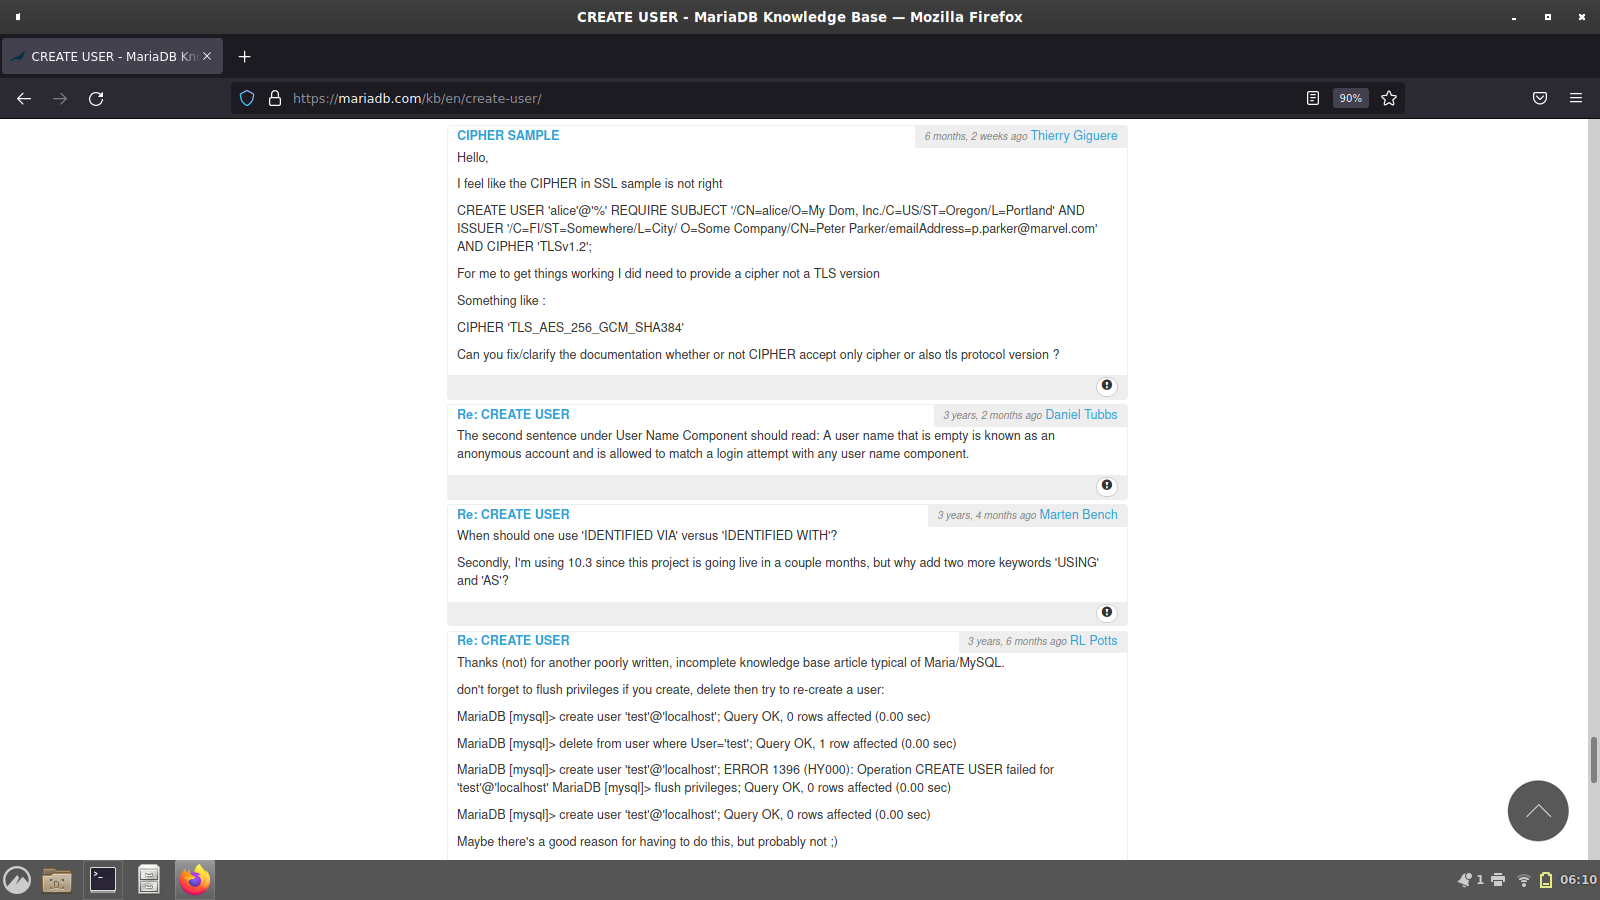 CREATE USER - MariaDB Knowledge Base — Mozilla Firefox
CREATE USER - MariaDB Kn
https://mariadb.com/kb/en/create-user/
90%
CIPHER SAMPLE
6 months, 2 weeks ago Thierry Giguere
Hello,
I feel like the CIPHER in SSL sample is not right
CREATE USER 'alice'@'%' REQUIRE SUBJECT '/CN=alice/O=My Dom, Inc./C=US/ST=Oregon/L=Portland' AND
ISSUER '/C=FI/ST=Somewhere/L=City/ O=Some Company/CN=Peter Parker/emailAddress=p.parker@marvel.com'
AND CIPHER 'TLSv1.2';
For me to get things working I did need to provide a cipher not a TLS version
Something like :
CIPHER 'TLS_AES_256_GCM_SHA384'
Can you fix/clarify the documentation whether or not CIPHER accept only cipher or also tls protocol version ?
Re: CREATE USER
3 years, 2 months ago Daniel Tubbs
The second sentence under User Name Component should read: A user name that is empty is known as an
anonymous account and is allowed to match a login attempt with any user name component.
Re: CREATE USER
3 years, 4 months ago Marten Bench
When should one use 'IDENTIFIED VIA' versus 'IDENTIFIED WITH'?
Secondly, I'm using 10.3 since this project is going live in a couple months, but why add two more keywords 'USING'
and 'AS'?
Re: CREATE USER
3 years, 6 months ago RL Potts
Thanks (not) for another poorly written, incomplete knowledge base article typical of Maria/MySQL.
don't forget to flush privileges if you create, delete then try to re-create a user:
MariaDB [mysql]> create user 'test'@'localhost'; Query OK, 0 rows affected (0.00 sec)
MariaDB [mysql]> delete from user where User='test'; Query OK, 1 row affected (0.00 sec)
MariaDB [mysql]> create user 'test'@'localhost'; ERROR 1396 (HY000): Operation CREATE USER failed for
'test'@'localhost' MariaDB [mysql]> flush privileges; Query OK, 0 rows affected (0.00 sec)
MariaDB [mysql]> create user 'test'@'localhost'; Query OK, 0 rows affected (0.00 sec)
Maybe there's a good reason for having to do this, but probably not ;)
1
06:10